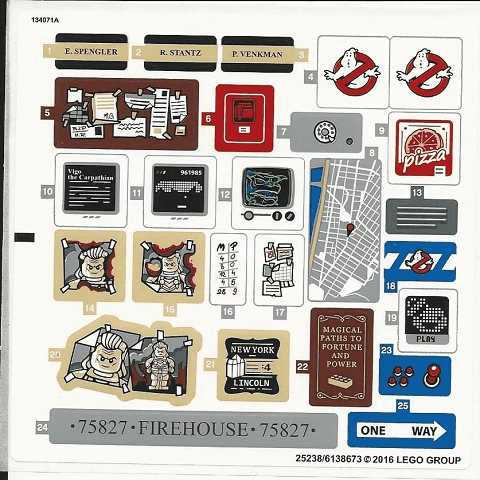 134071A
1 E. SPENGLER 2 R. STANTZ P. VENKMAN 3
4
5
6
7
8
9
pizza
10
Vigo
the Carpathian
11
961985
12
13
14
15
M P
16
17
18
19
PLAY
20
21
NEW YORK
LINCOLN
22
MAGICAL
PATHS TO
FORTUNE
AND
POWER
23
24
·75827·FIREHOUSE·75827·
25
ONE WAY
25238/6138673 © 2016 LEGO GROUP